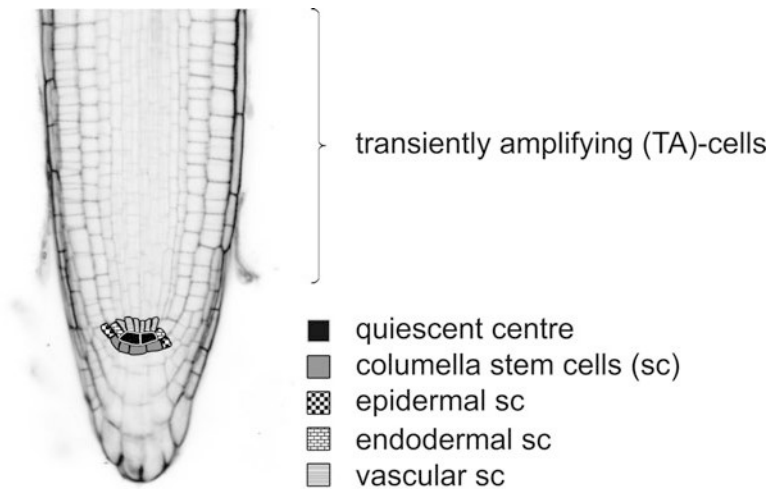 transiently amplifying (TA)-cells
quiescent centre
columella stem cells (sc)
epidermal sc
endodermal sc
vascular sc